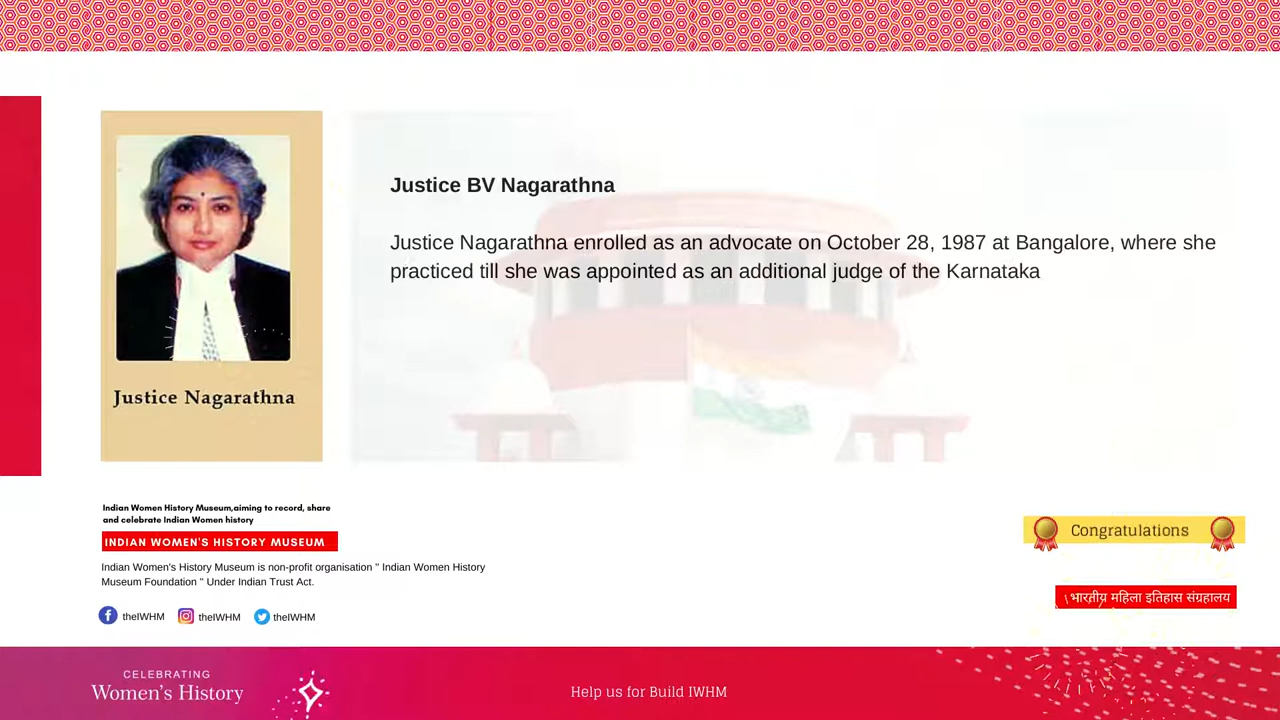 Justice BV Nagarathna
Justice Nagarathna enrolled as an advocate on October 28, 1987 at Bangalore, where she
practiced till she was appointed as an additional judge of the Karnataka
Justice Nagarathna
Indian Women History Museum,aiming to record, share
and celebrate Indian Women history
INDIAN WOMEN'S HISTORY MUSEUM
Indian Women's History Museum is non-profit organisation " Indian Women History
Museum Foundation " Under Indian Trust Act.
theIWHM theIWHM theIWHM
Congratulations
भारतीय महिला इतिहास संग्रहालय
CELEBRATING
Women's History
Help us for Build IWHM